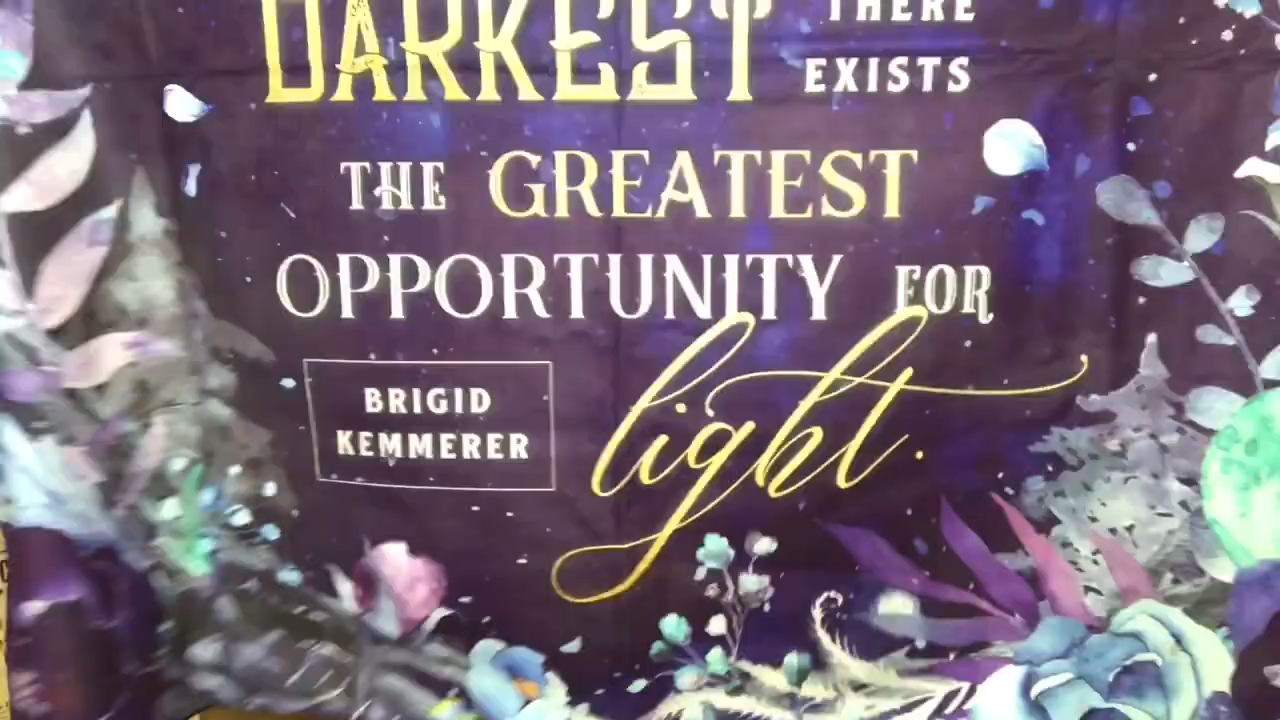 DARKEST THERE
EXISTS
THE GREATEST
OPPORTUNITY FOR
light.
BRIGID
KEMMERER